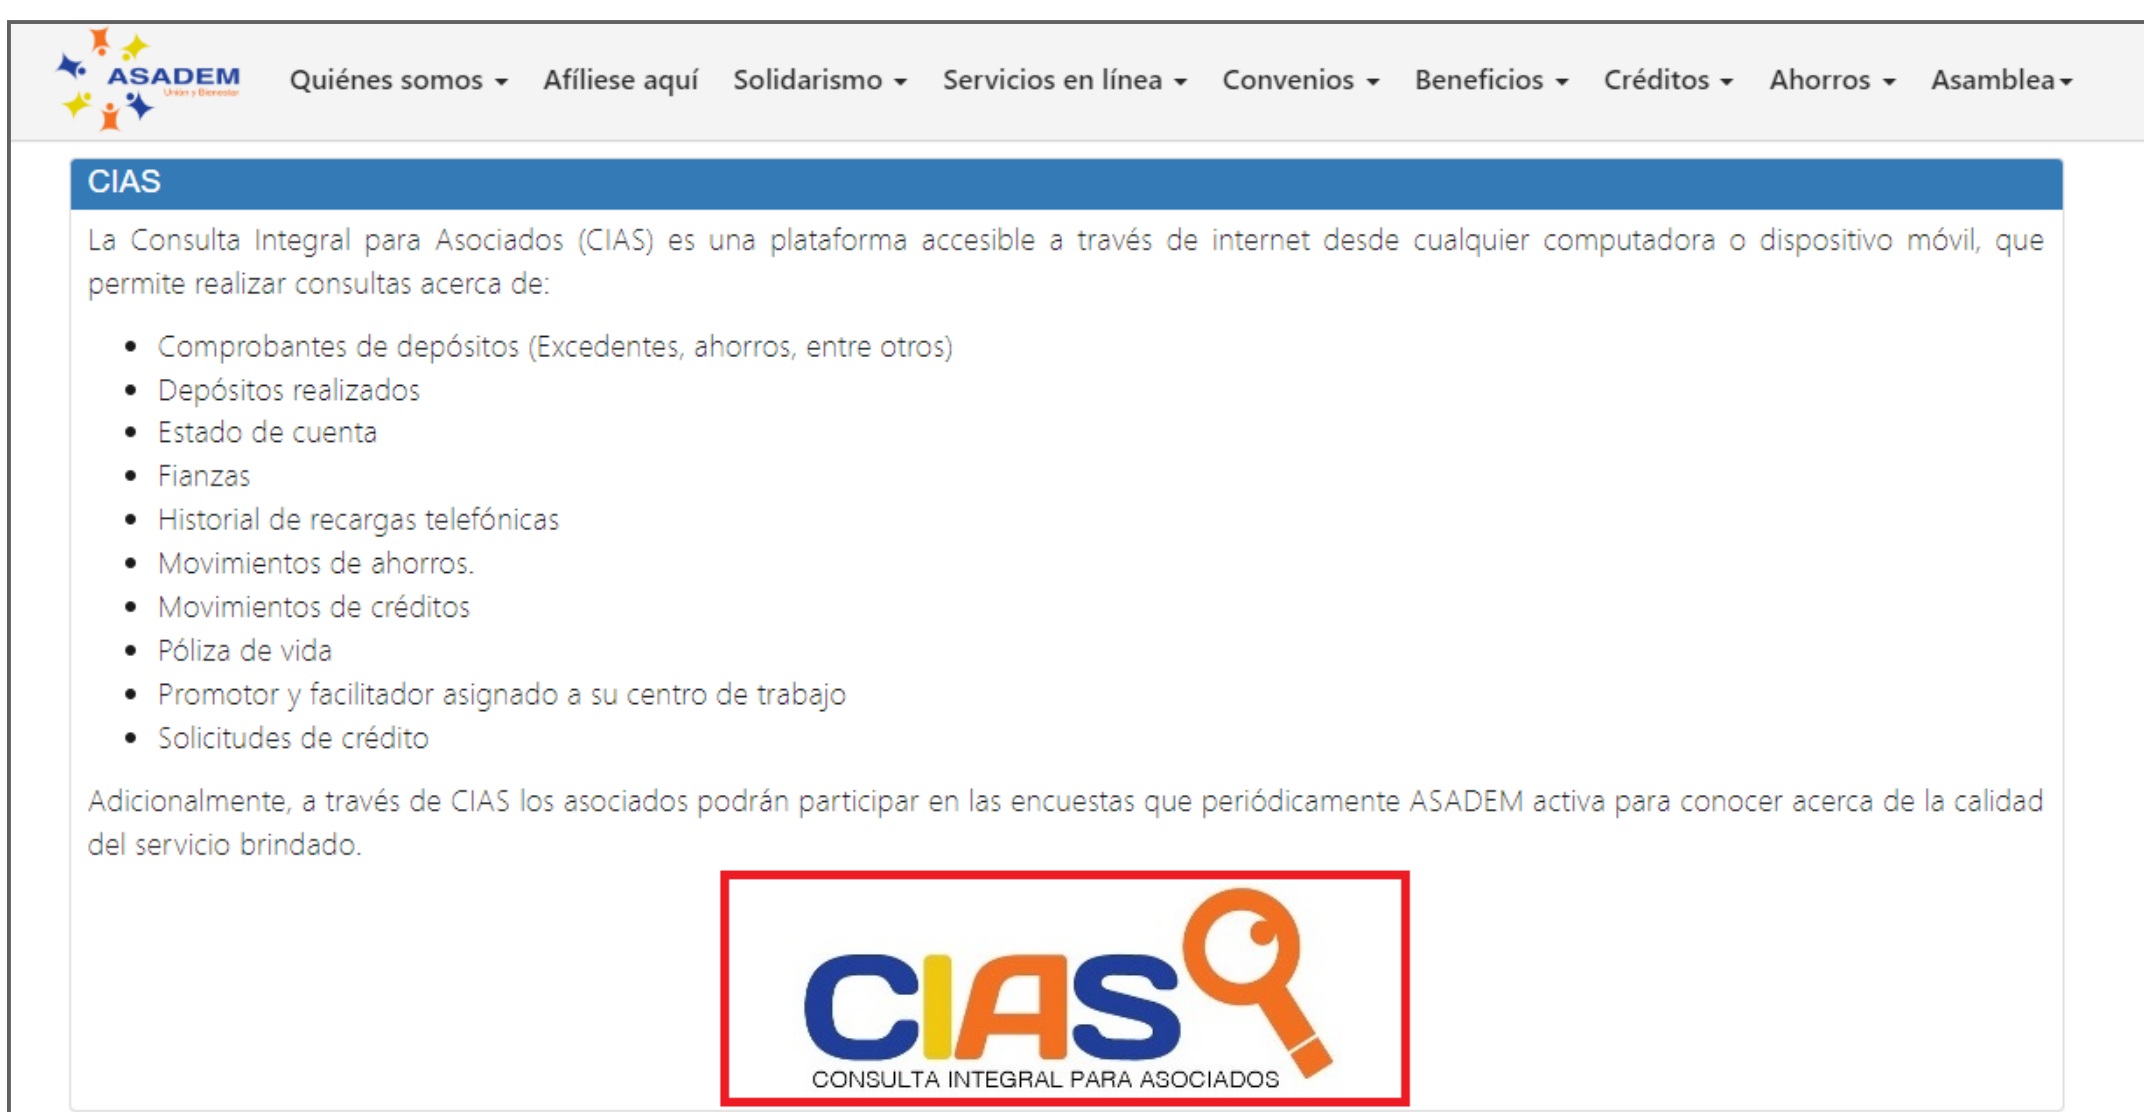 ASADEM
Unión y Bienestar
Quiénes somos Afíliese aquí Solidarismo Servicios en línea Convenios Beneficios Créditos Ahorros Asamblea
CIAS
La Consulta Integral para Asociados (CIAS) es una plataforma accesible a través de internet desde cualquier computadora o dispositivo móvil, que
permite realizar consultas acerca de:
• Comprobantes de depósitos (Excedentes, ahorros, entre otros)
• Depósitos realizados
• Estado de cuenta
• Fianzas
• Historial de recargas telefónicas
• Movimientos de ahorros.
• Movimientos de créditos
• Póliza de vida
• Promotor y facilitador asignado a su centro de trabajo
• Solicitudes de crédito
Adicionalmente, a través de CIAS los asociados podrán participar en las encuestas que periódicamente ASADEM activa para conocer acerca de la calidad
del servicio brindado.
CIAS
CONSULTA INTEGRAL PARA ASOCIADOS